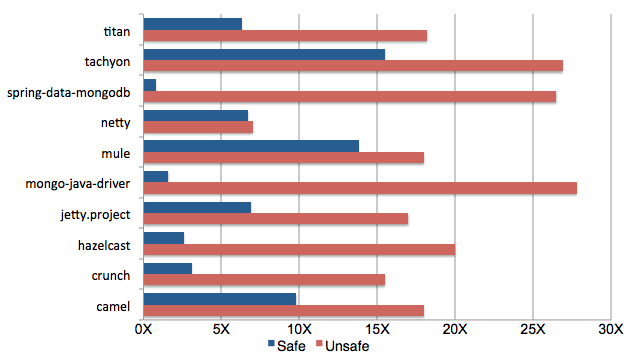 titan
tachyon
spring-data-mongodb
netty
mule
mongo-java-driver
jetty.project
hazelcast
crunch
camel
0X 5X 10X 15X 20X 25X 30X
Safe Unsafe